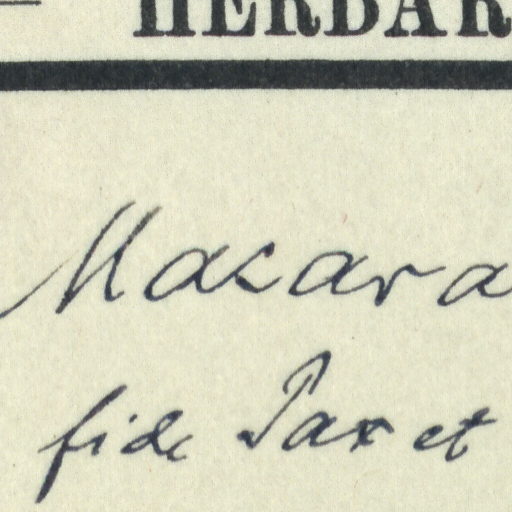 HERBAR
Macara
fide Pax et